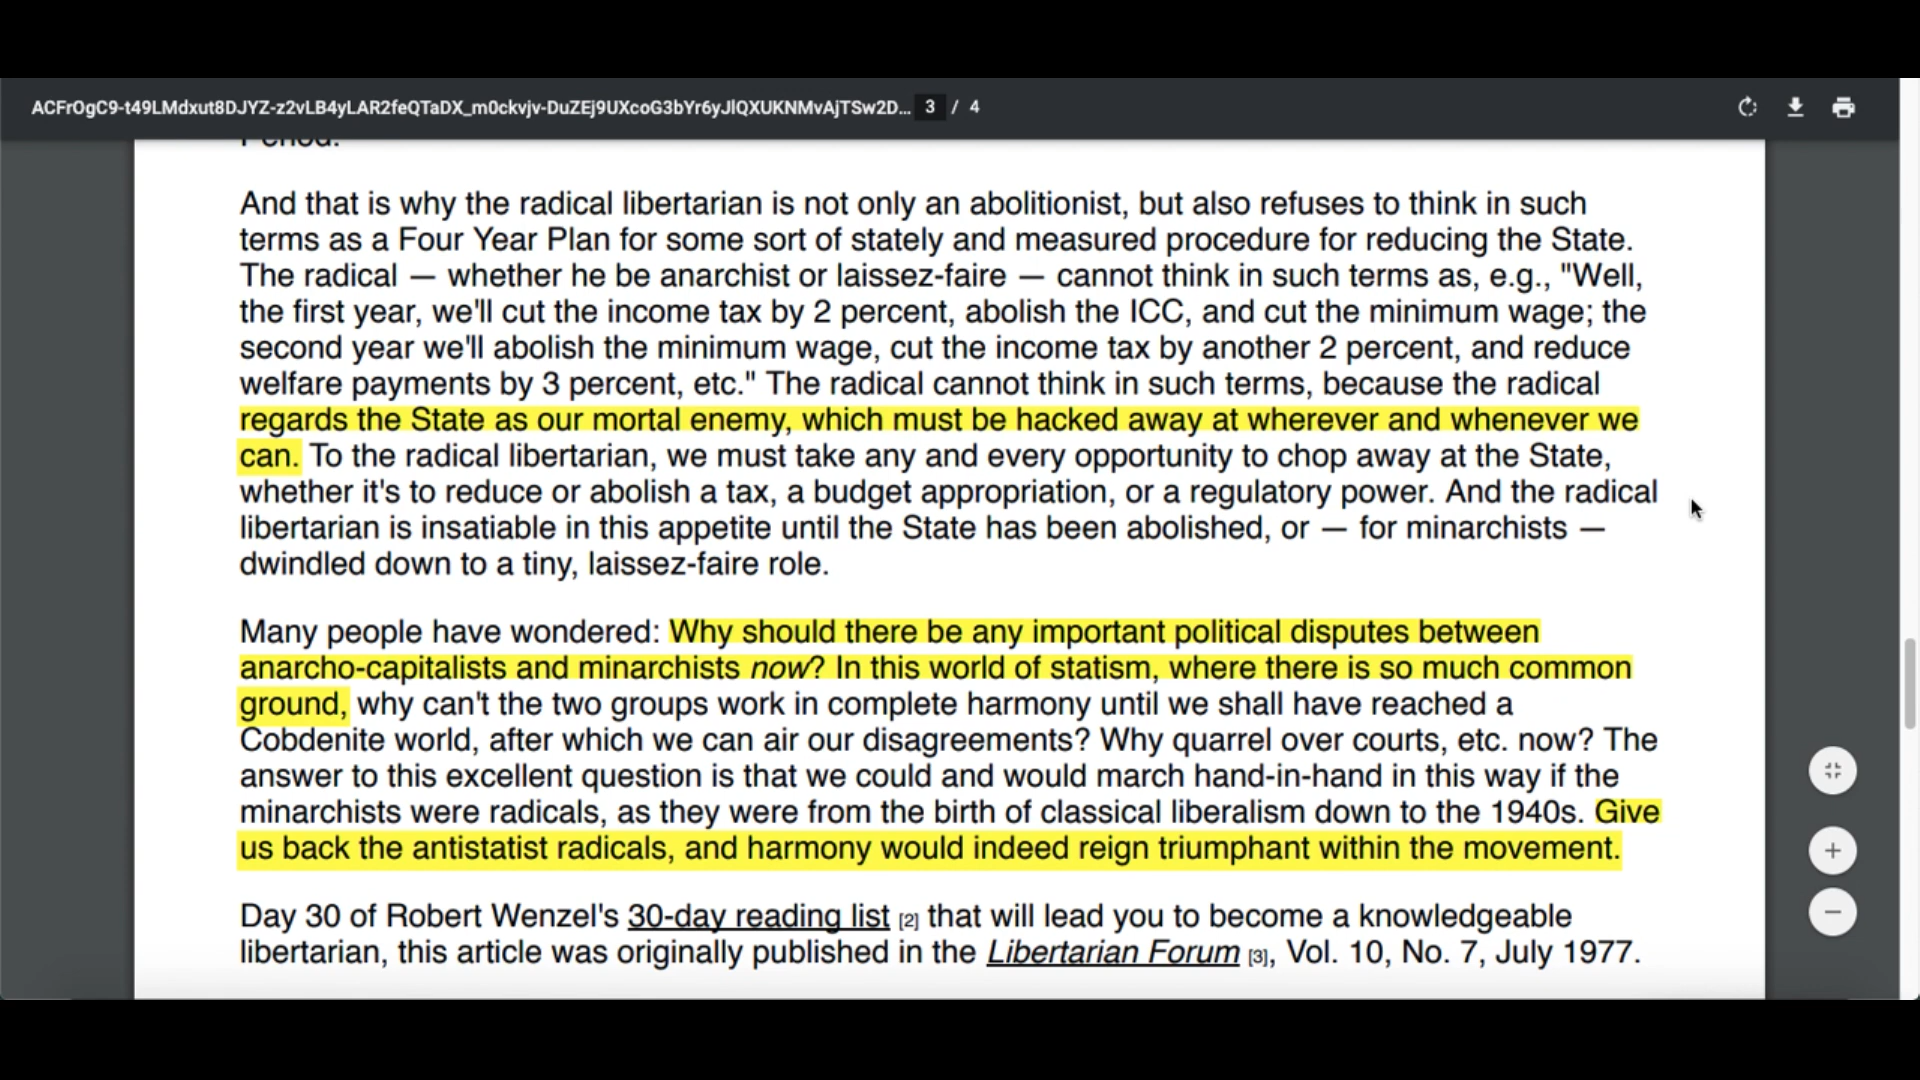 ACFrOgC9-t49LMdxut8DJYZ-z2vLB4yLAR2feQTaDX_m0ckvjv-DuZEj9UXcoG3bYr6yJlQXUKNMvAjTSw2D... 3 / 4
Period.
And that is why the radical libertarian is not only an abolitionist, but also refuses to think in such
terms as a Four Year Plan for some sort of stately and measured procedure for reducing the State.
The radical — whether he be anarchist or laissez-faire — cannot think in such terms as, e.g., "Well,
the first year, we'll cut the income tax by 2 percent, abolish the ICC, and cut the minimum wage; the
second year we'll abolish the minimum wage, cut the income tax by another 2 percent, and reduce
welfare payments by 3 percent, etc." The radical cannot think in such terms, because the radical
regards the State as our mortal enemy, which must be hacked away at wherever and whenever we
can. To the radical libertarian, we must take any and every opportunity to chop away at the State,
whether it's to reduce or abolish a tax, a budget appropriation, or a regulatory power. And the radical
libertarian is insatiable in this appetite until the State has been abolished, or — for minarchists —
dwindled down to a tiny, laissez-faire role.
Many people have wondered: Why should there be any important political disputes between
anarcho-capitalists and minarchists now? In this world of statism, where there is so much common
ground, why can't the two groups work in complete harmony until we shall have reached a
Cobdenite world, after which we can air our disagreements? Why quarrel over courts, etc. now? The
answer to this excellent question is that we could and would march hand-in-hand in this way if the
minarchists were radicals, as they were from the birth of classical liberalism down to the 1940s. Give
us back the antistatist radicals, and harmony would indeed reign triumphant within the movement.
Day 30 of Robert Wenzel's 30-day reading list [2] that will lead you to become a knowledgeable
libertarian, this article was originally published in the Libertarian Forum [3], Vol. 10, No. 7, July 1977.